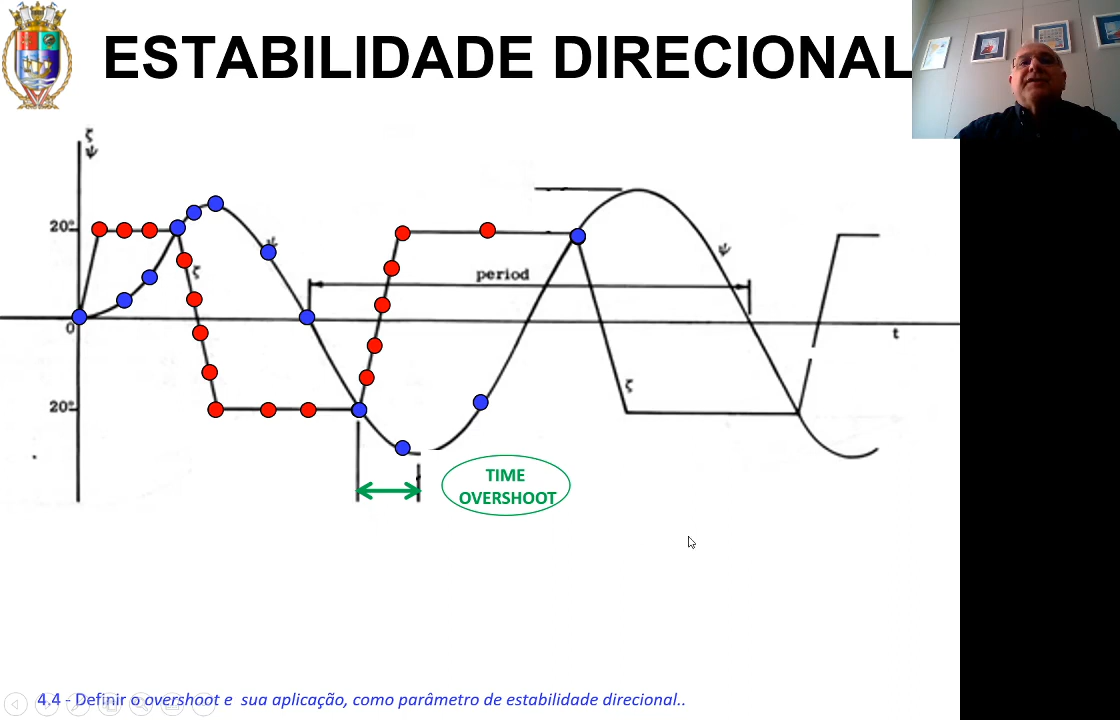 ESTABILIDADE DIRECIONAL
ζ
ψ
20°
ψ
ζ
period
ψ
0
t
ζ
20°
TIME
OVERSHOOT
4.4 - Definir o overshoot e sua aplicação, como parâmetro de estabilidade direcional..